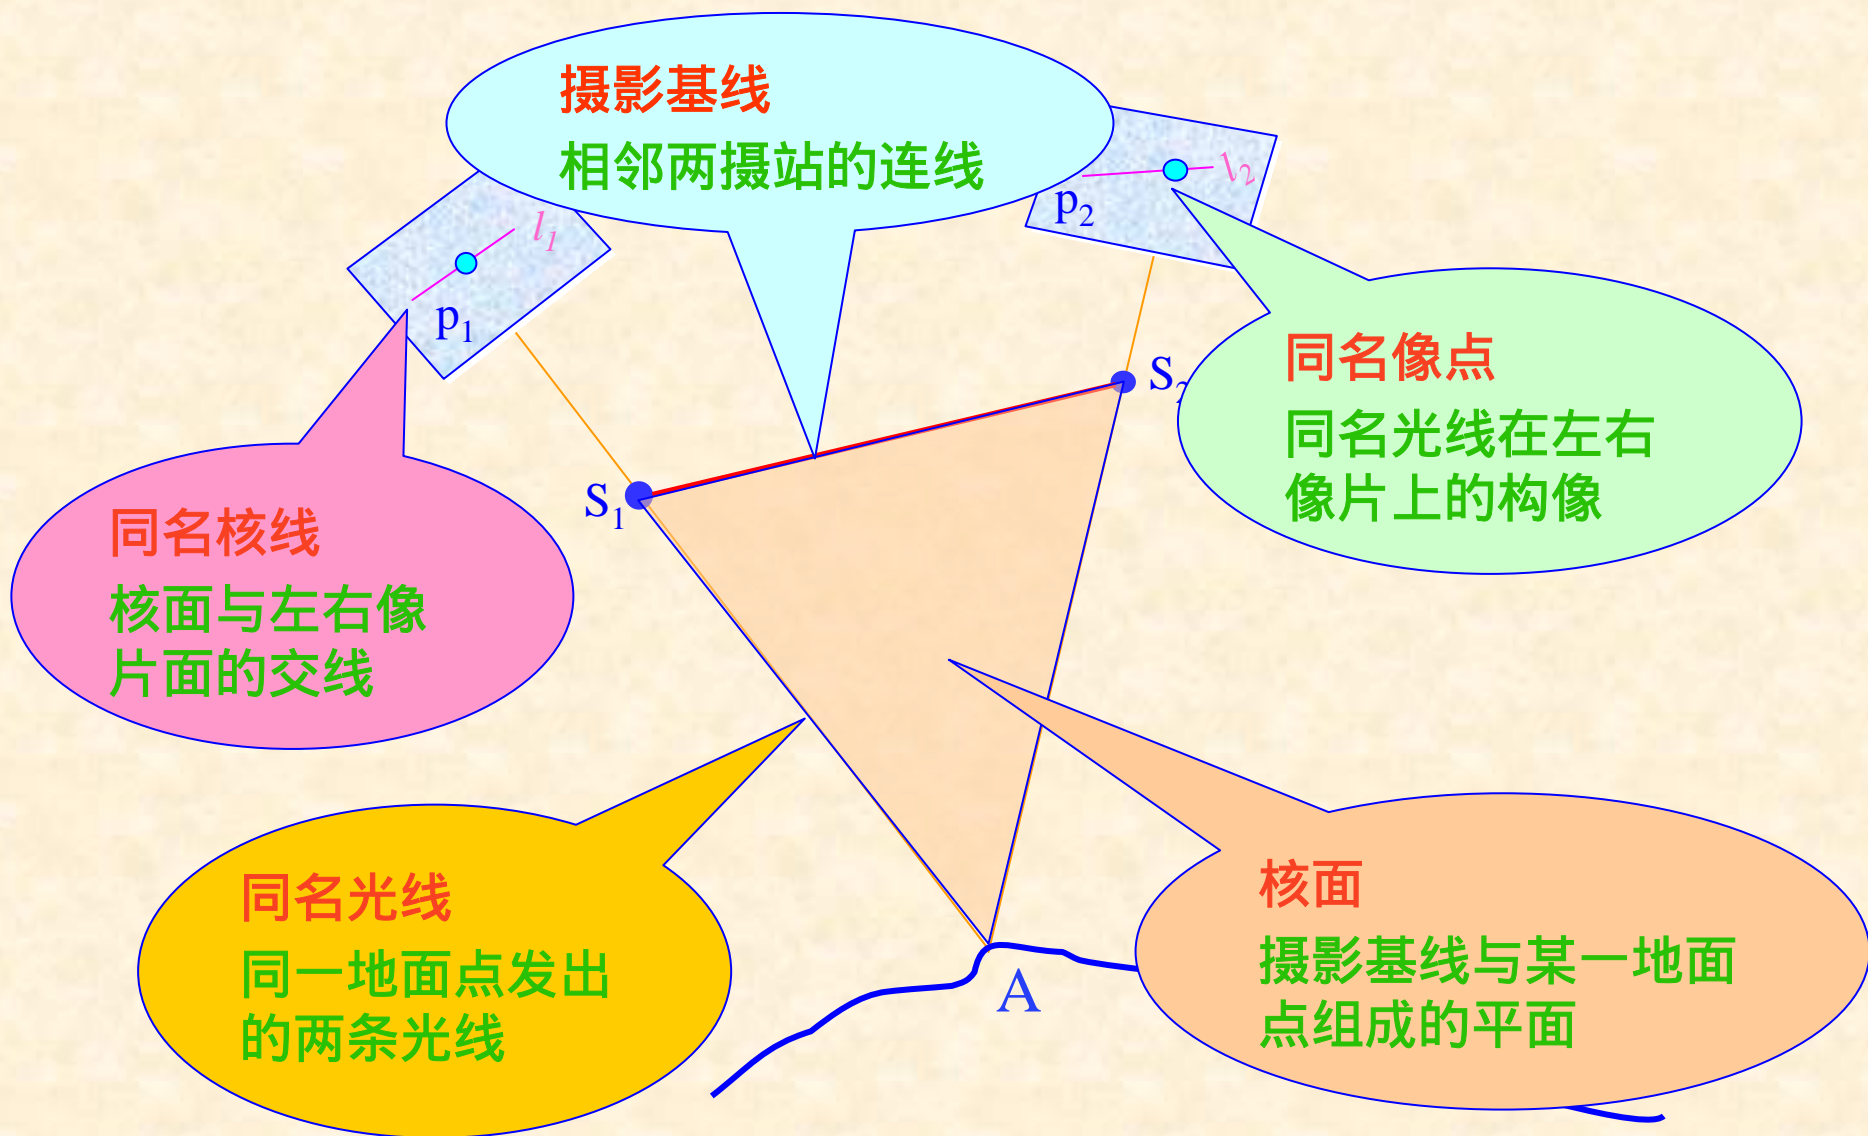 摄影基线
相邻两摄站的连线
l1
p1
l2
p2
S1
S2
同名像点
同名光线在左右
像片上的构像
同名核线
核面与左右像
片面的交线
同名光线
同一地面点发出
的两条光线
核面
摄影基线与某一地面
点组成的平面
A